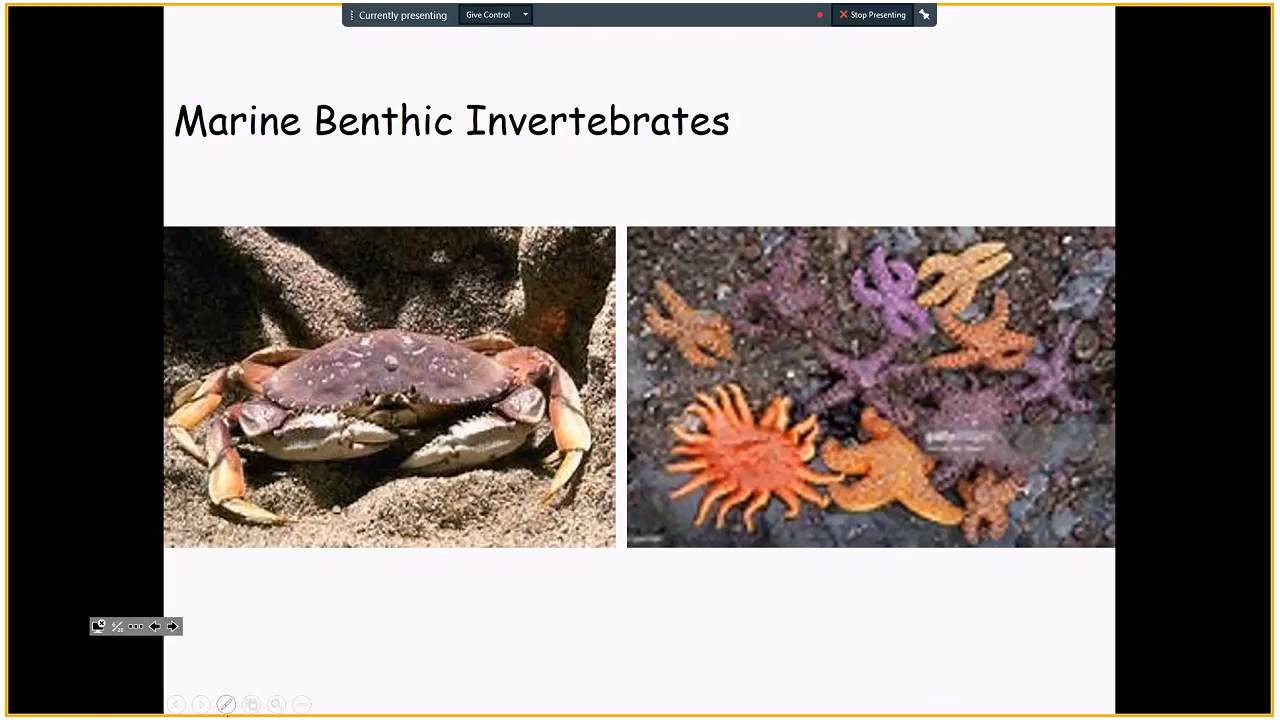 Currently presenting
Give Control
Stop Presenting
Marine Benthic Invertebrates